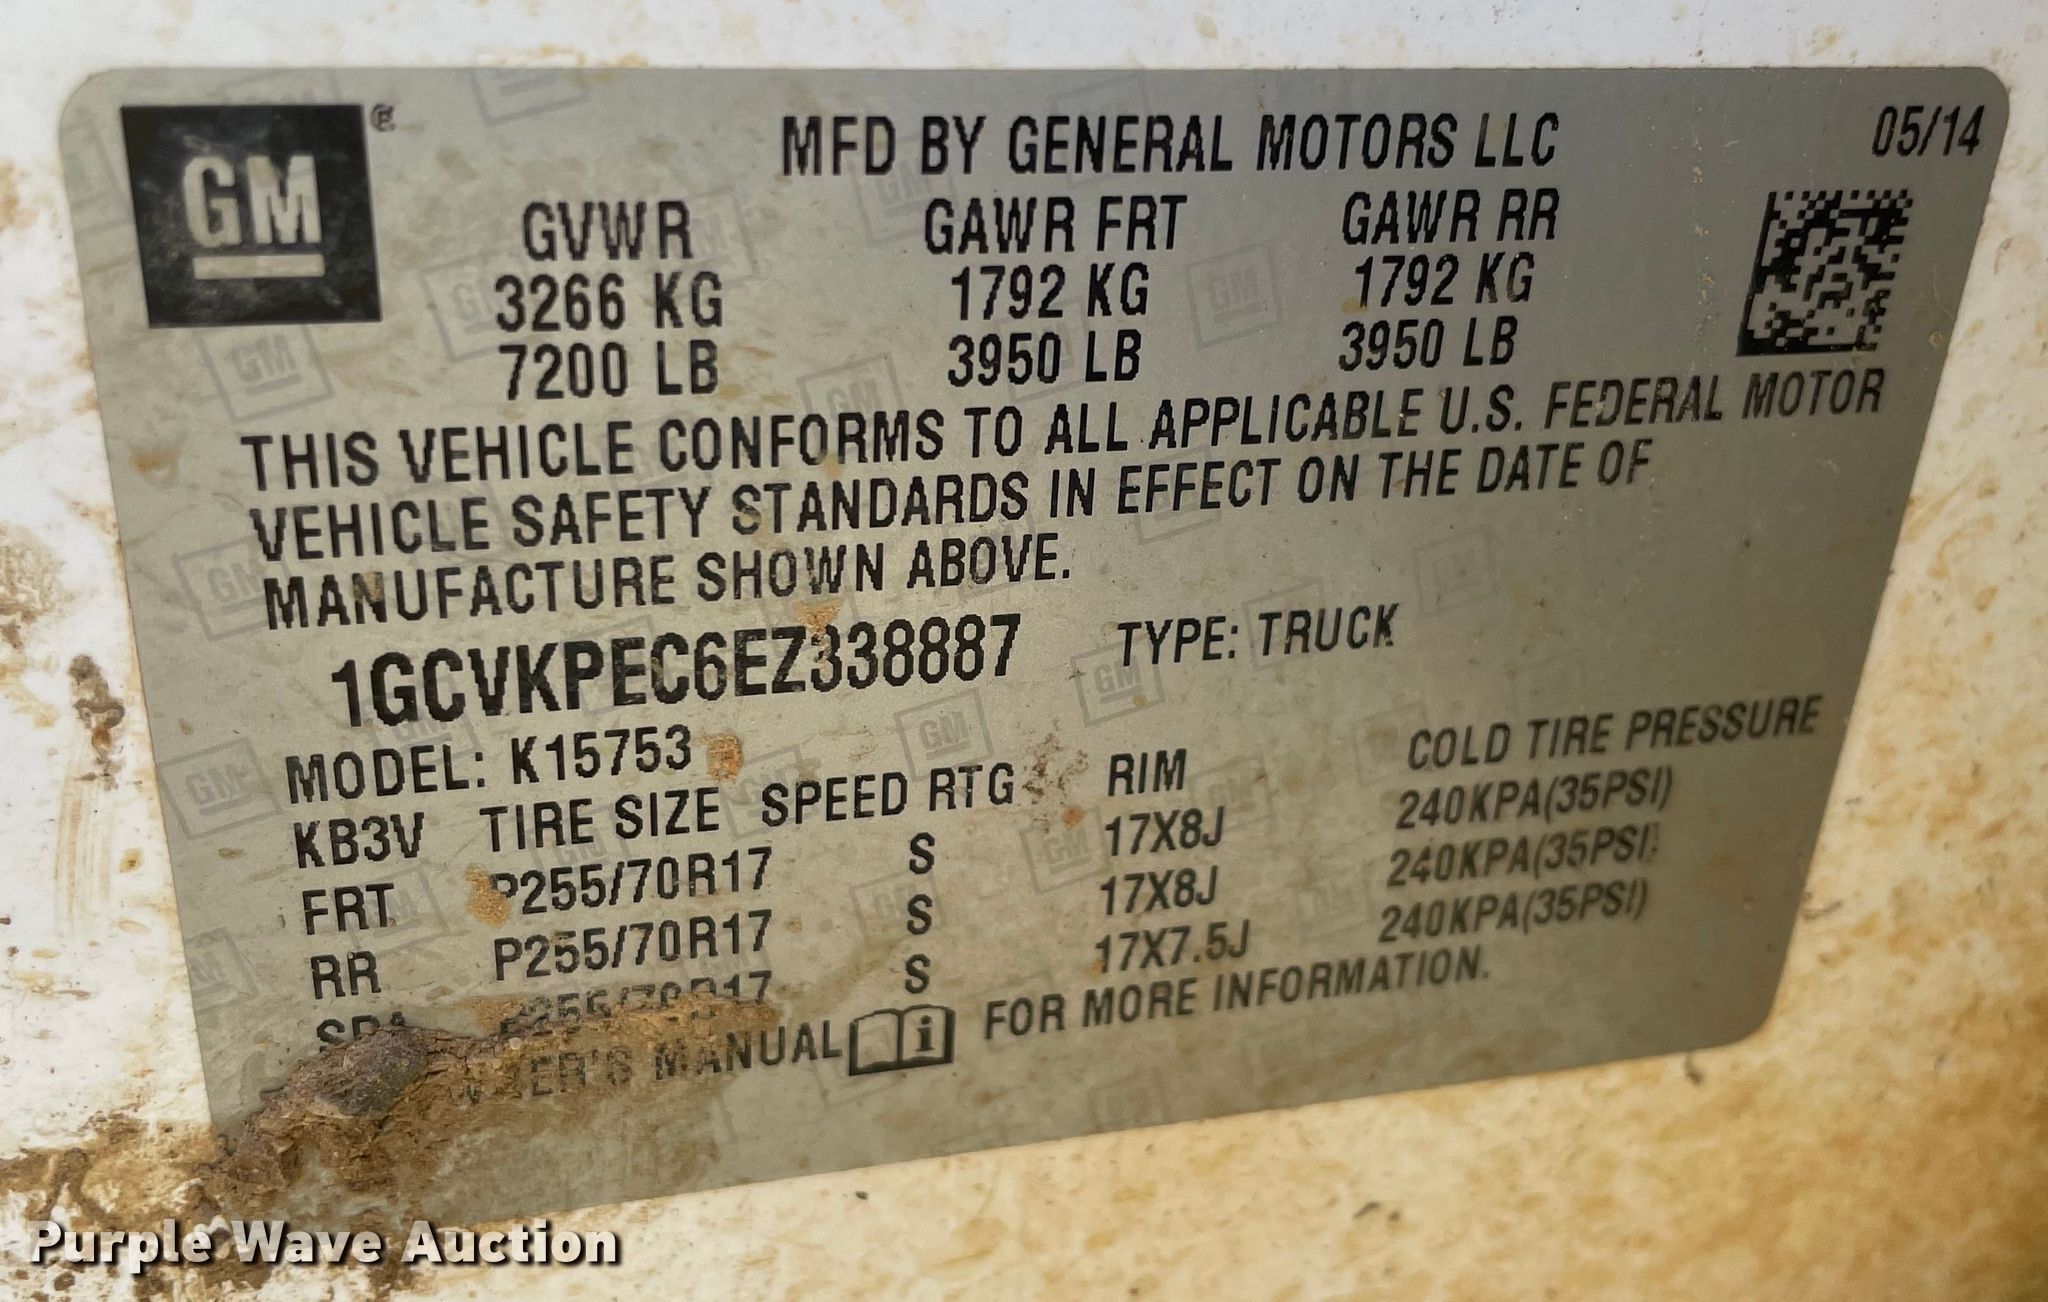 GM
MFD BY GENERAL MOTORS LLC 05/14
GVWR GAWR FRT GAWR RR
3266 KG 1792 KG 1792 KG
7200 LB 3950 LB 3950 LB
THIS VEHICLE CONFORMS TO ALL APPLICABLE U.S. FEDERAL MOTOR
VEHICLE SAFETY STANDARDS IN EFFECT ON THE DATE OF
MANUFACTURE SHOWN ABOVE.
1GCVKPEC6EZ338887 TYPE: TRUCK
MODEL: K15753
KB3V TIRE SIZE SPEED RTG RIM COLD TIRE PRESSURE
FRT P255/70R17 S 17X8J 240KPA(35PSI)
RR P255/70R17 S 17X8J 240KPA(35PSI)
SPA P255/70R17 S 17X7.5J 240KPA(35PSI)
OWNER'S MANUAL i FOR MORE INFORMATION.
Purple Wave Auction